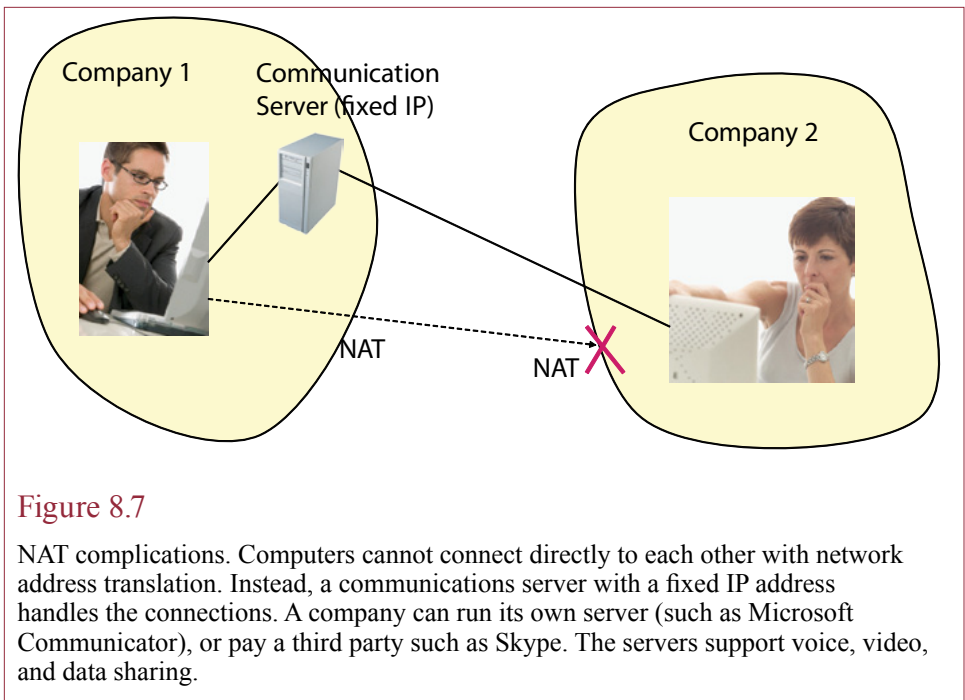 Company 1
Communication
Server (fixed IP)
Company 2
NAT
NAT
Figure 8.7
NAT complications. Computers cannot connect directly to each other with network
address translation. Instead, a communications server with a fixed IP address
handles the connections. A company can run its own server (such as Microsoft
Communicator), or pay a third party such as Skype. The servers support voice, video,
and data sharing.